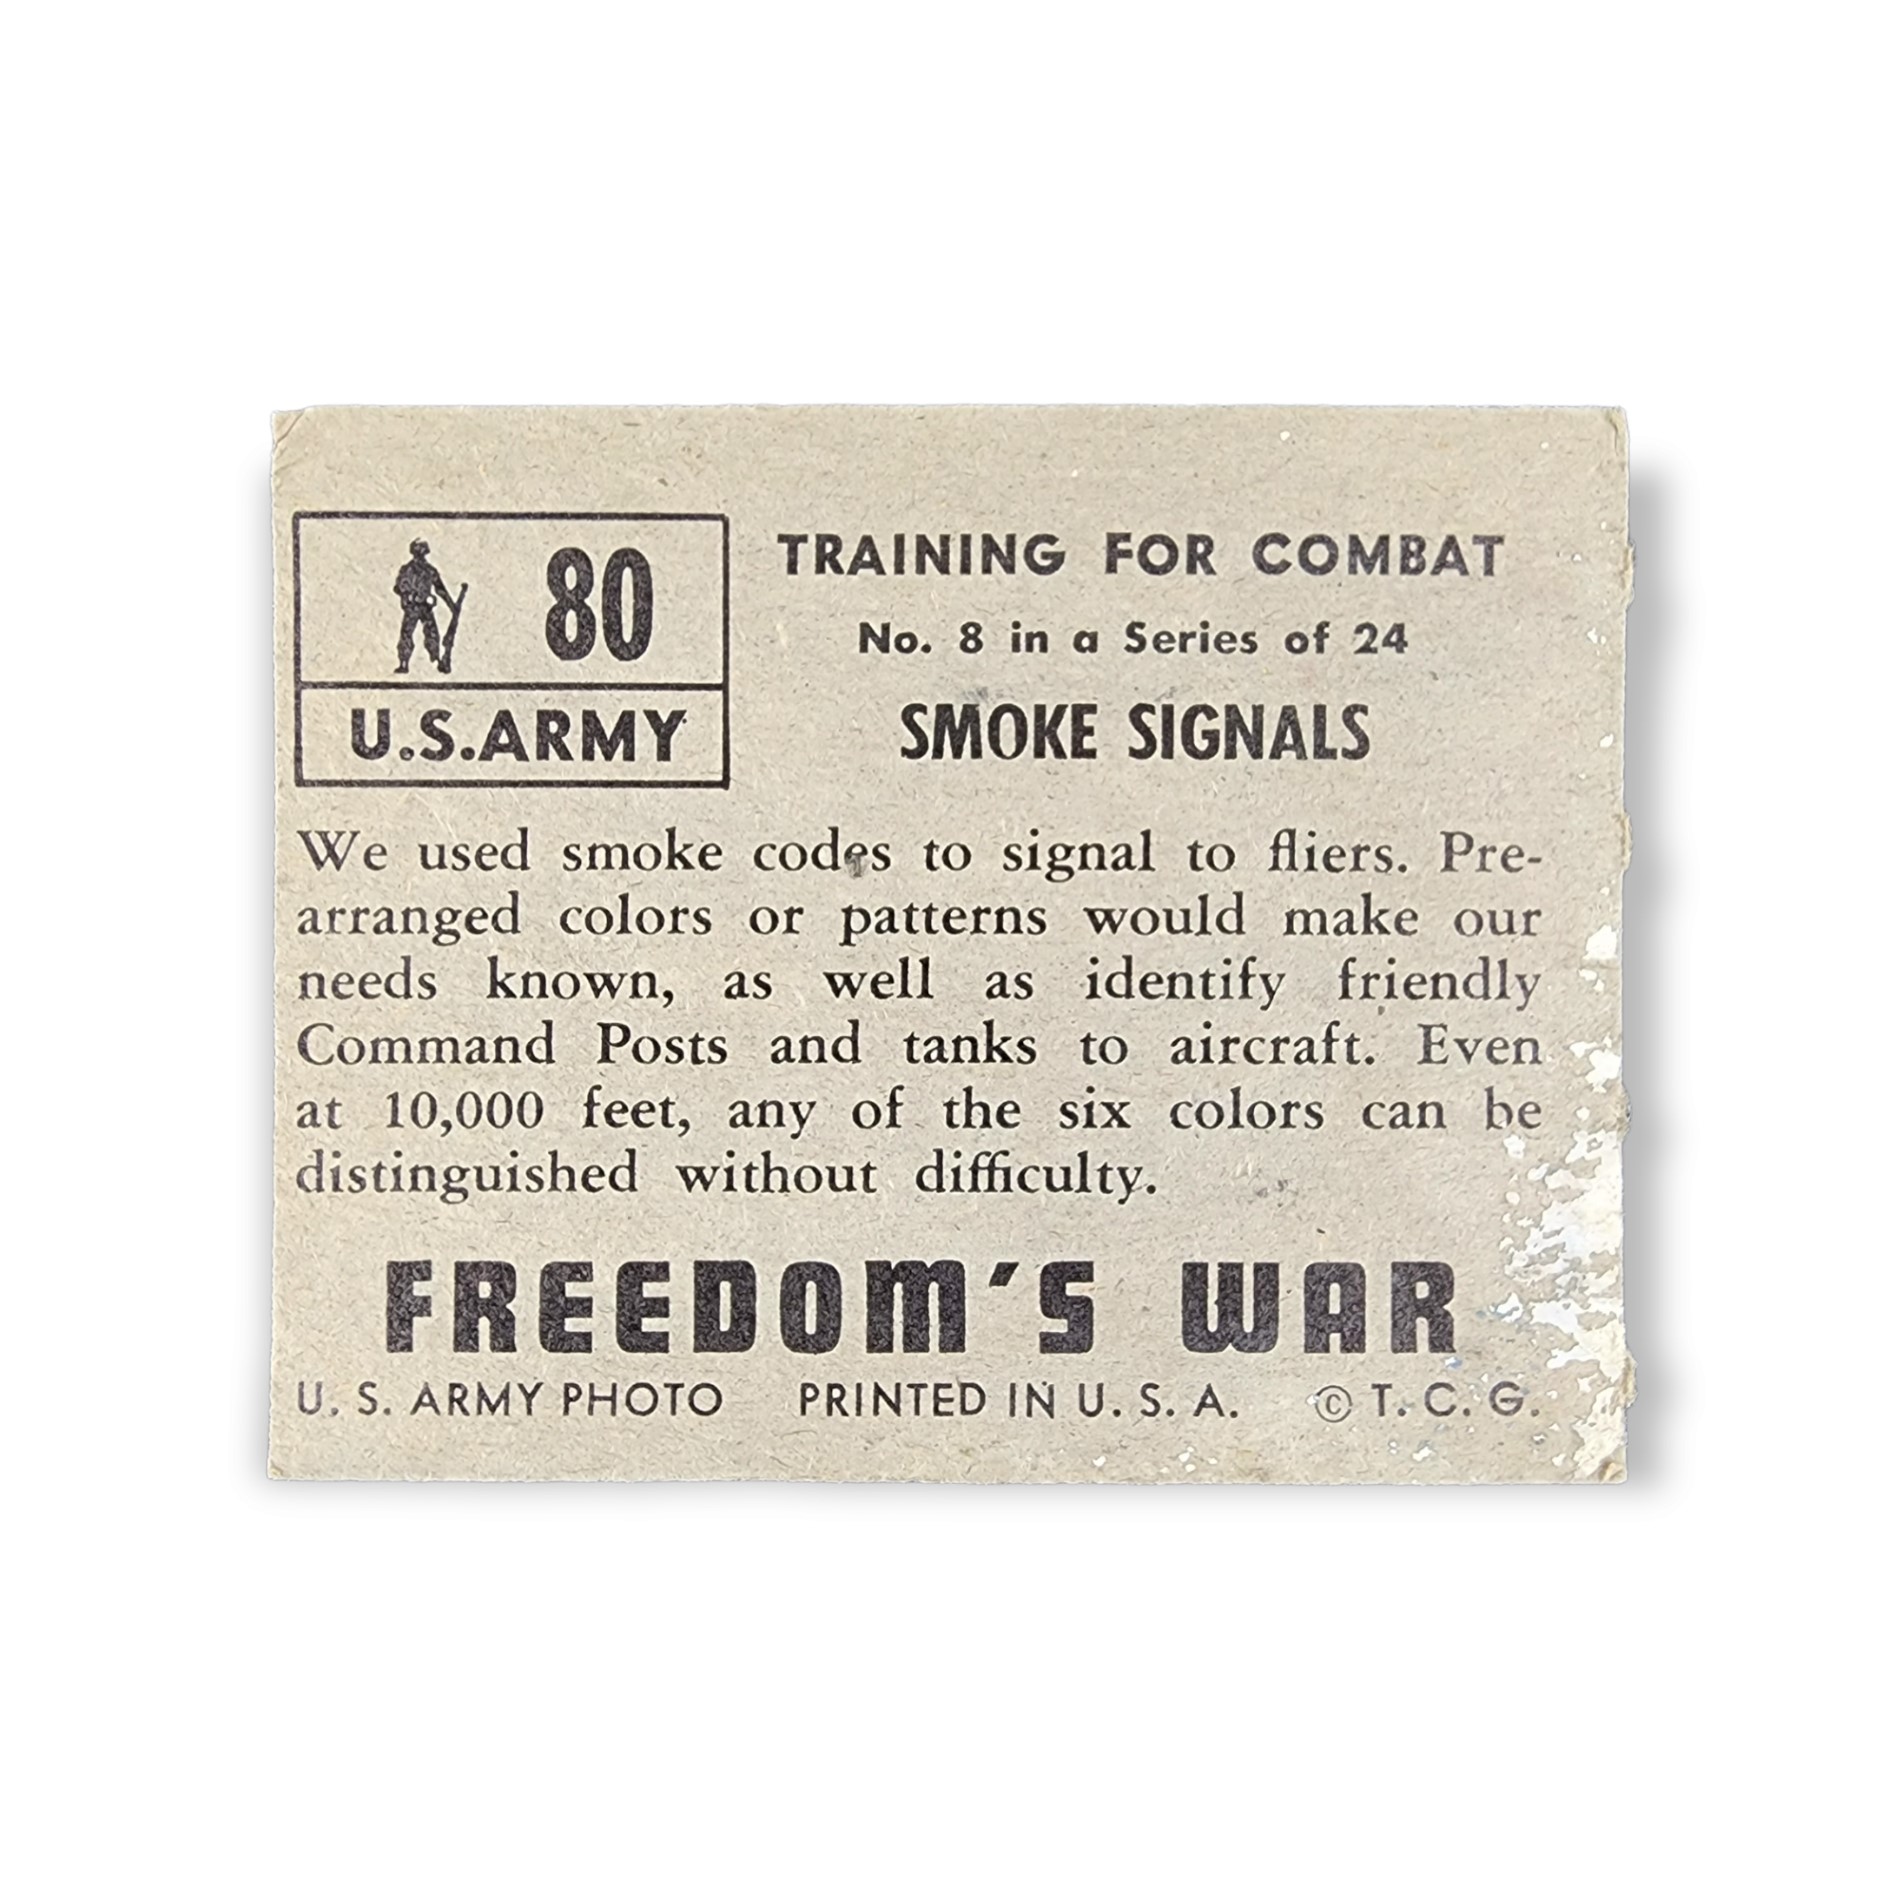 80
U.S.ARMY
TRAINING FOR COMBAT
No. 8 in a Series of 24
SMOKE SIGNALS
We used smoke codes to signal to fliers. Pre-
arranged colors or patterns would make our
needs known, as well as identify friendly
Command Posts and tanks to aircraft. Even
at 10,000 feet, any of the six colors can be
distinguished without difficulty.
FREEDOM'S WAR
U. S. ARMY PHOTO PRINTED IN U. S. A. © T. C. G.